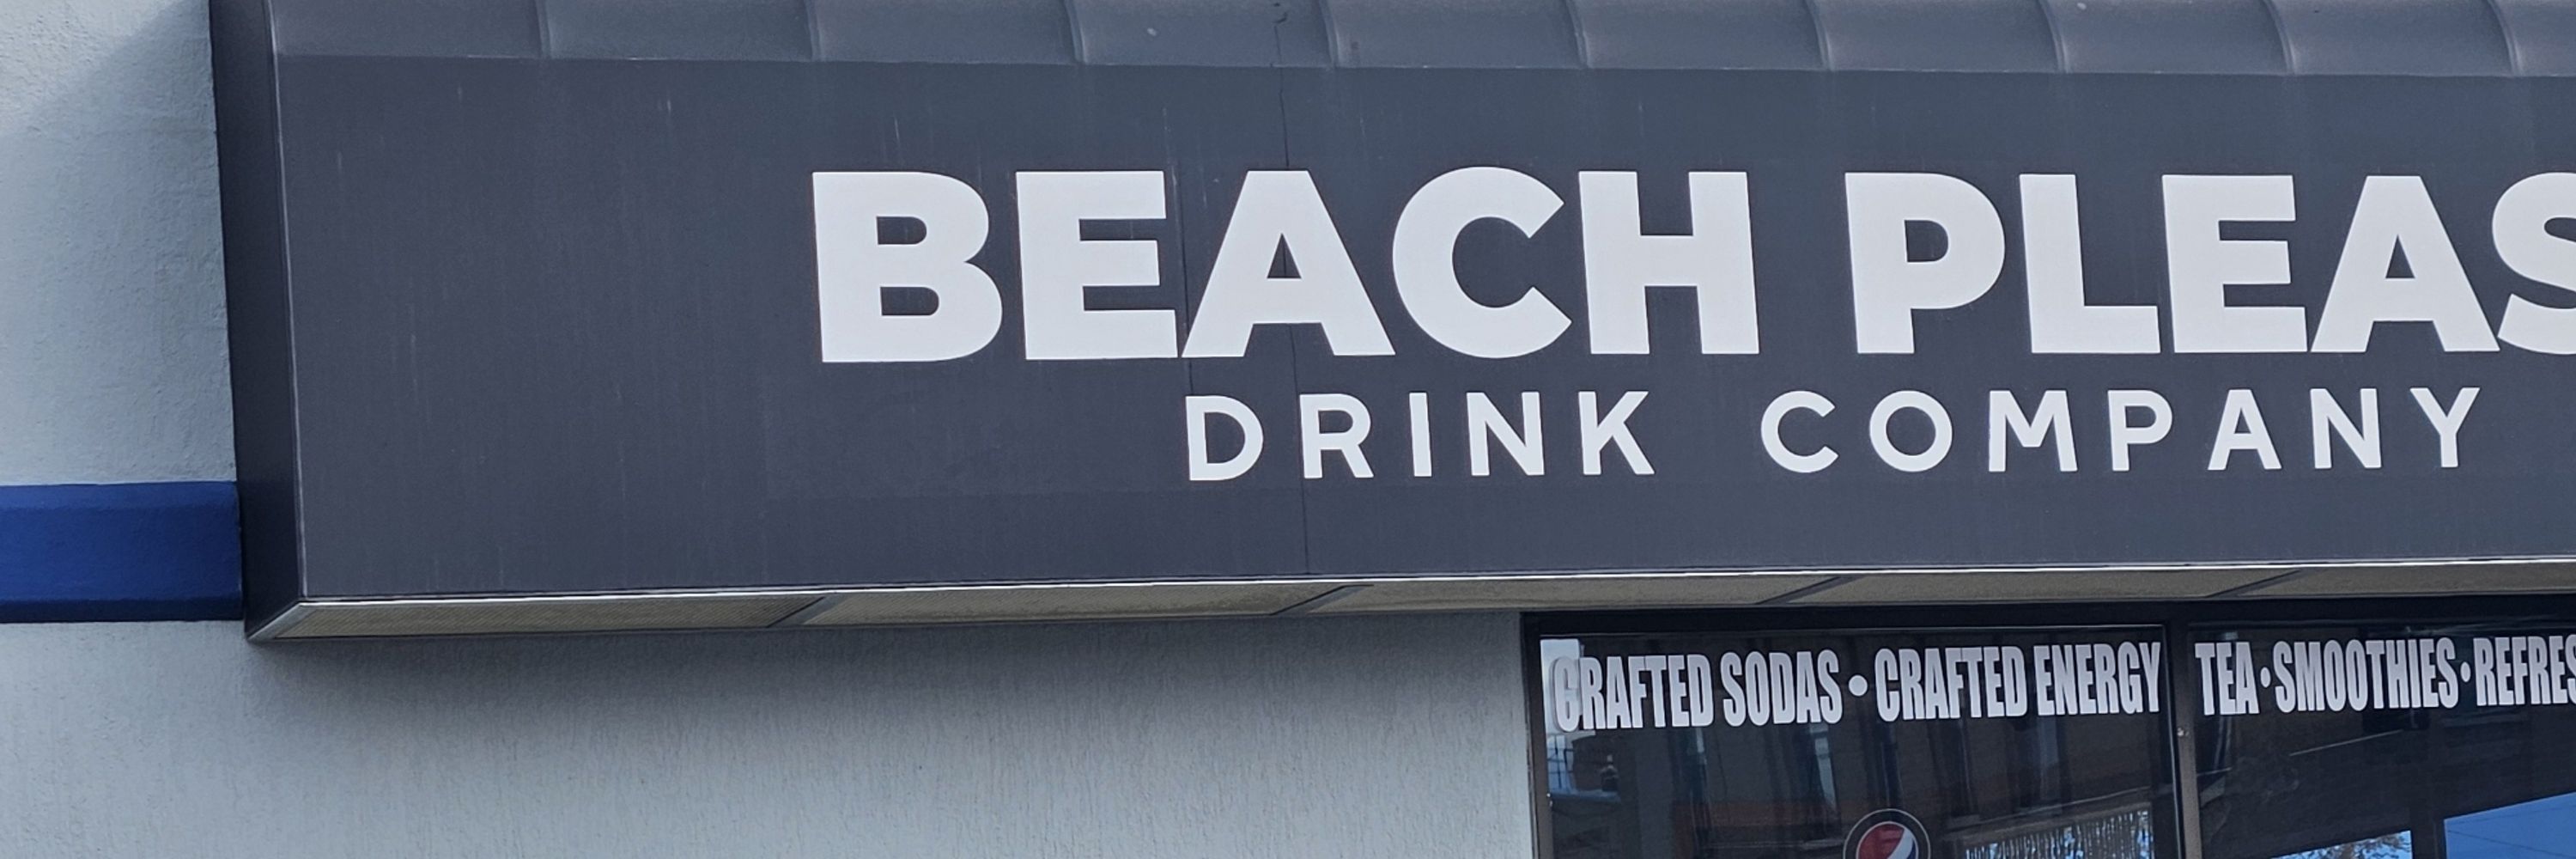 BEACH PLEAS
DRINK COMPANY
CRAFTED SODAS • CRAFTED ENERGY TEA • SMOOTHIES • REFRES